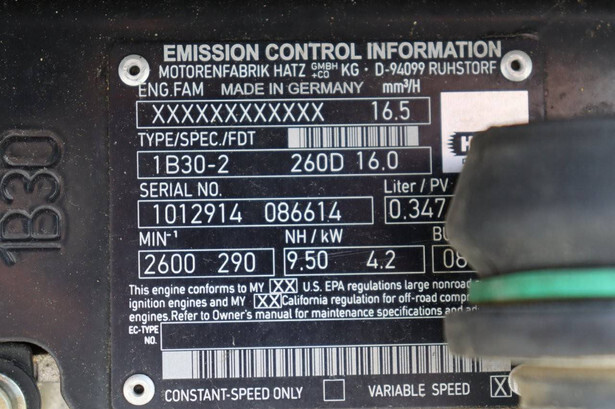 EMISSION CONTROL INFORMATION
MOTORENFABRIK HATZ GMBH +CO KG · D-94099 RUHSTORF
ENG.FAM MADE IN GERMANY mm³/H
XXXXXXXXXXXX 16.5
TYPE/SPEC./FDT
1B30-2 260D 16.0
SERIAL NO. Liter / PV
1012914 086614 0.347
MIN-¹ NH / kW
2600 290 9.50 4.2 08
This engine conforms to MY XX U.S. EPA regulations large nonroad
ignition engines and MY XX California regulation for off-road
engines. Refer to Owner's manual for maintenance specifications and
EC-TYPE
NO.
CONSTANT-SPEED ONLY VARIABLE SPEED X
1B30